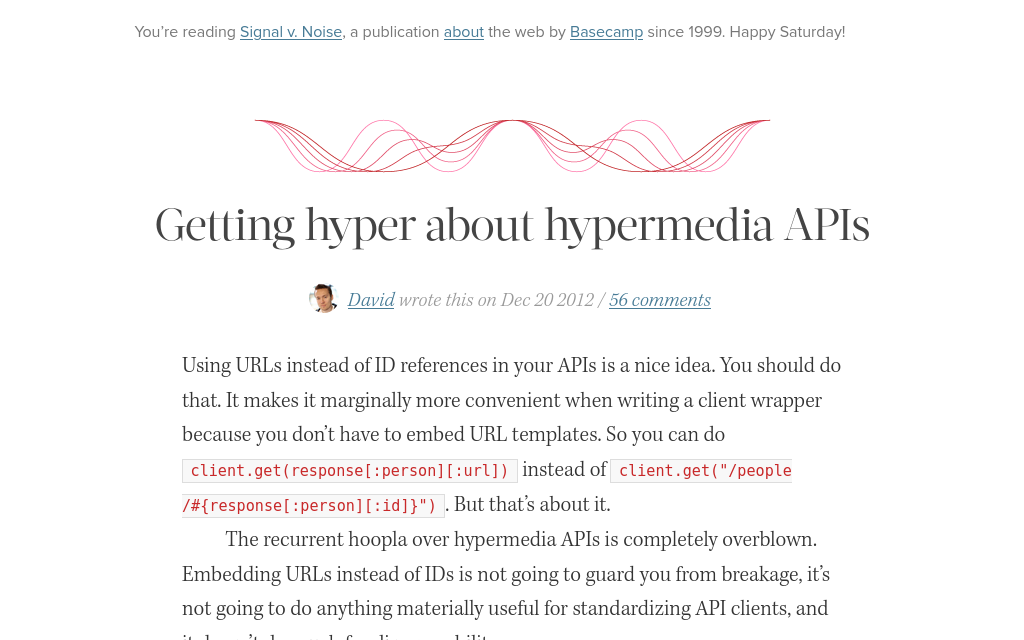 You’re reading Signal v. Noise, a publication about the web by Basecamp since 1999. Happy Saturday!
Getting hyper about hypermedia APIs
David wrote this on Dec 20 2012 / 56 comments
Using URLs instead of ID references in your APIs is a nice idea. You should do
that. It makes it marginally more convenient when writing a client wrapper
because you don’t have to embed URL templates. So you can do
client.get(response[:person][:url]) instead of client.get("/people
/#{response[:person][:id]}") . But that’s about it.
The recurrent hoopla over hypermedia APIs is completely overblown.
Embedding URLs instead of IDs is not going to guard you from breakage, it’s
not going to do anything materially useful for standardizing API clients, and